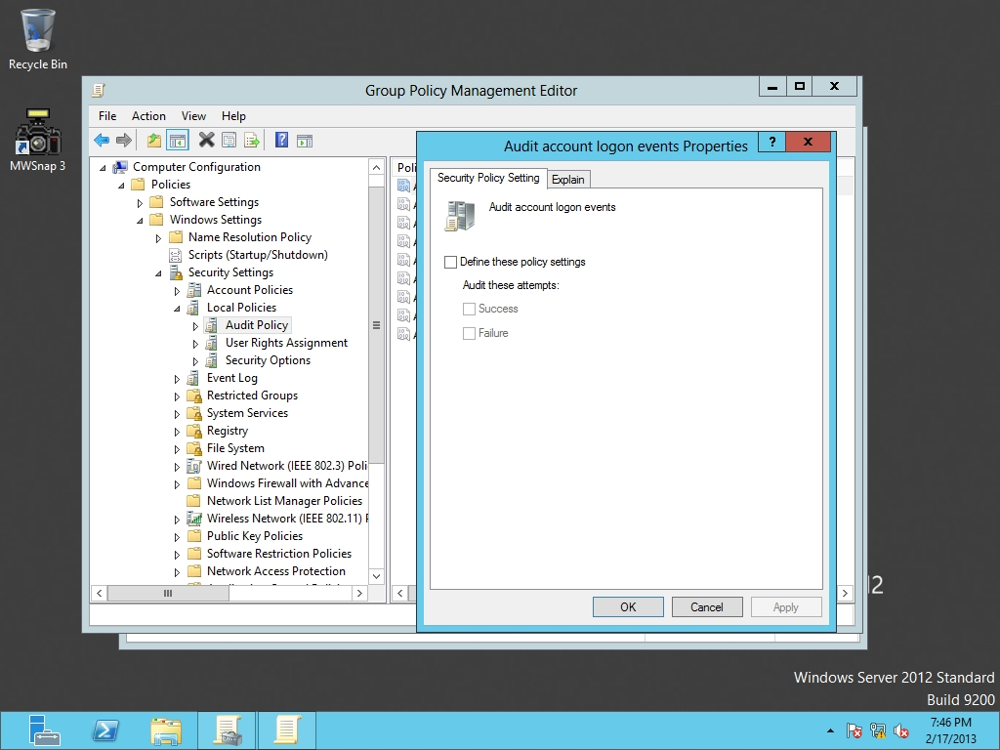 Recycle Bin
MWSnap 3
Group Policy Management Editor
File Action View Help
Computer Configuration
Policies
Software Settings
Windows Settings
Name Resolution Policy
Scripts (Startup/Shutdown)
Security Settings
Account Policies
Local Policies
Audit Policy
User Rights Assignment
Security Options
Event Log
Restricted Groups
System Services
Registry
File System
Wired Network (IEEE 802.3) Poli
Windows Firewall with Advance
Network List Manager Policies
Wireless Network (IEEE 802.11)
Public Key Policies
Software Restriction Policies
Network Access Protection
Poli
Audit account logon events Properties
Security Policy Setting Explain
Audit account logon events
Define these policy settings
Audit these attempts:
Success
Failure
OK Cancel Apply
Windows Server 2012 Standard
Build 9200
7:46 PM
2/17/2013